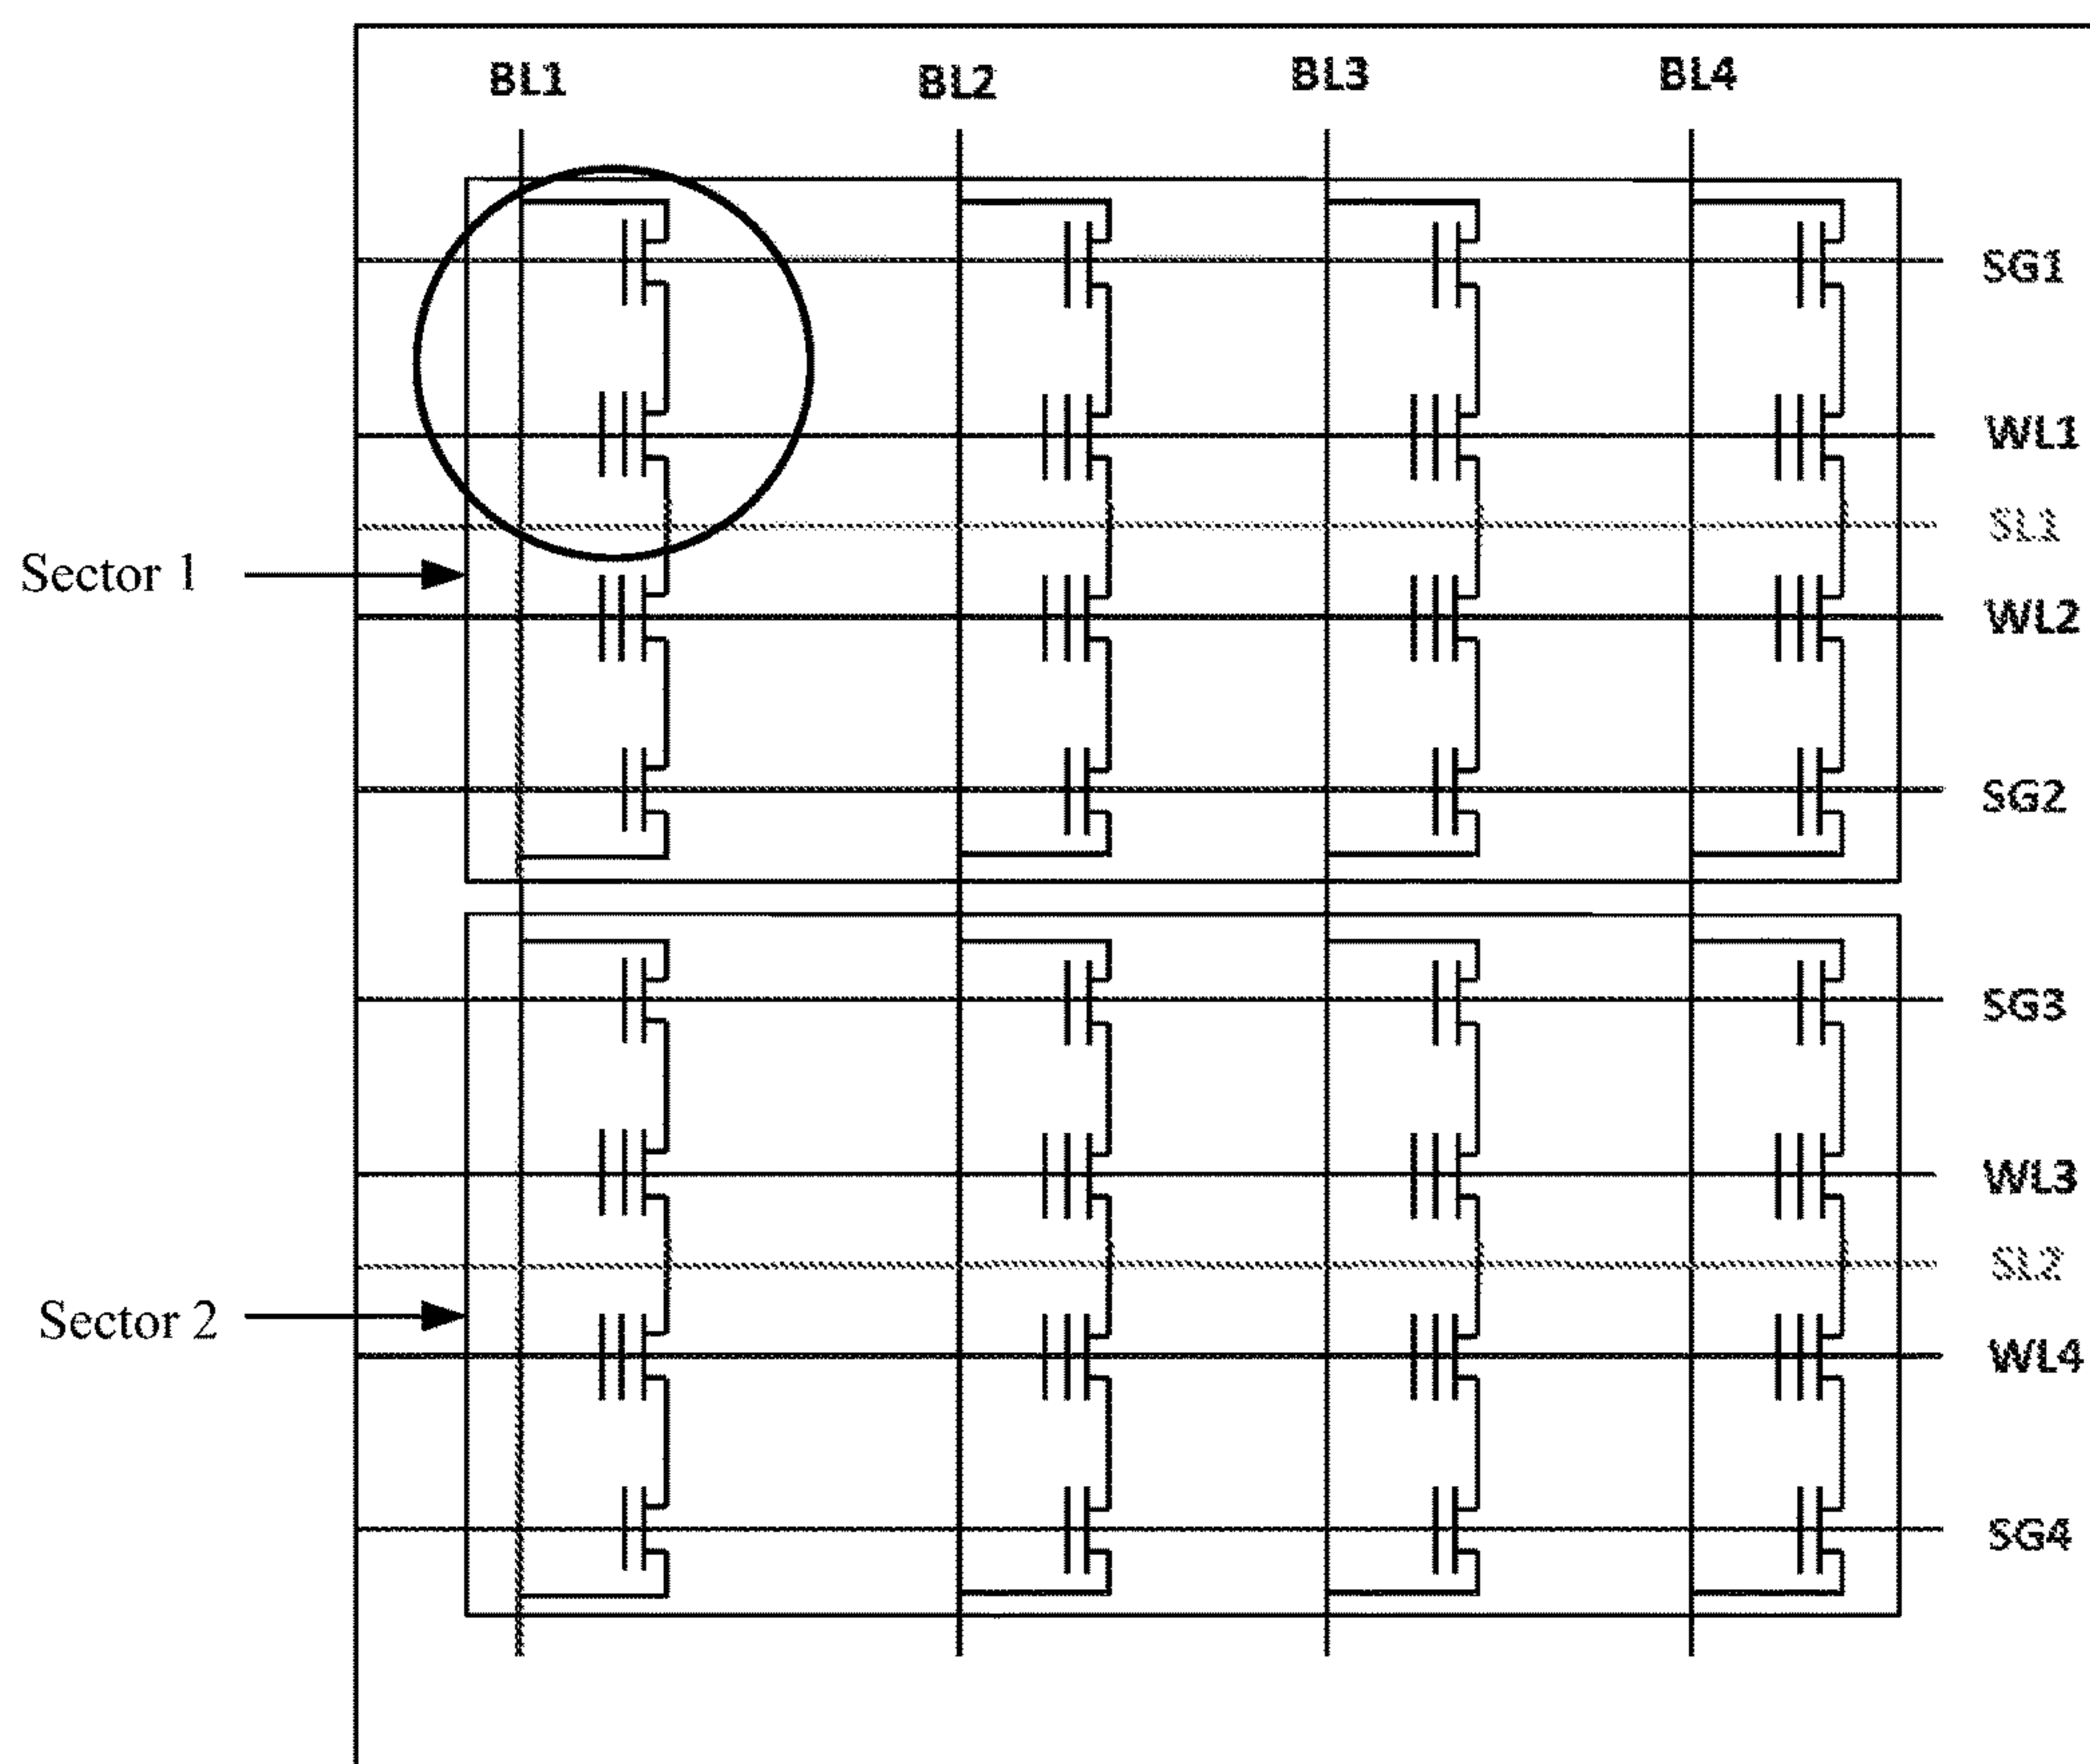 BL1 BL2 BL3 BL4
SG1
WL1
SL1
Sector 1
WL2
SG2
SG3
WL3
SL2
Sector 2
WL4
SG4